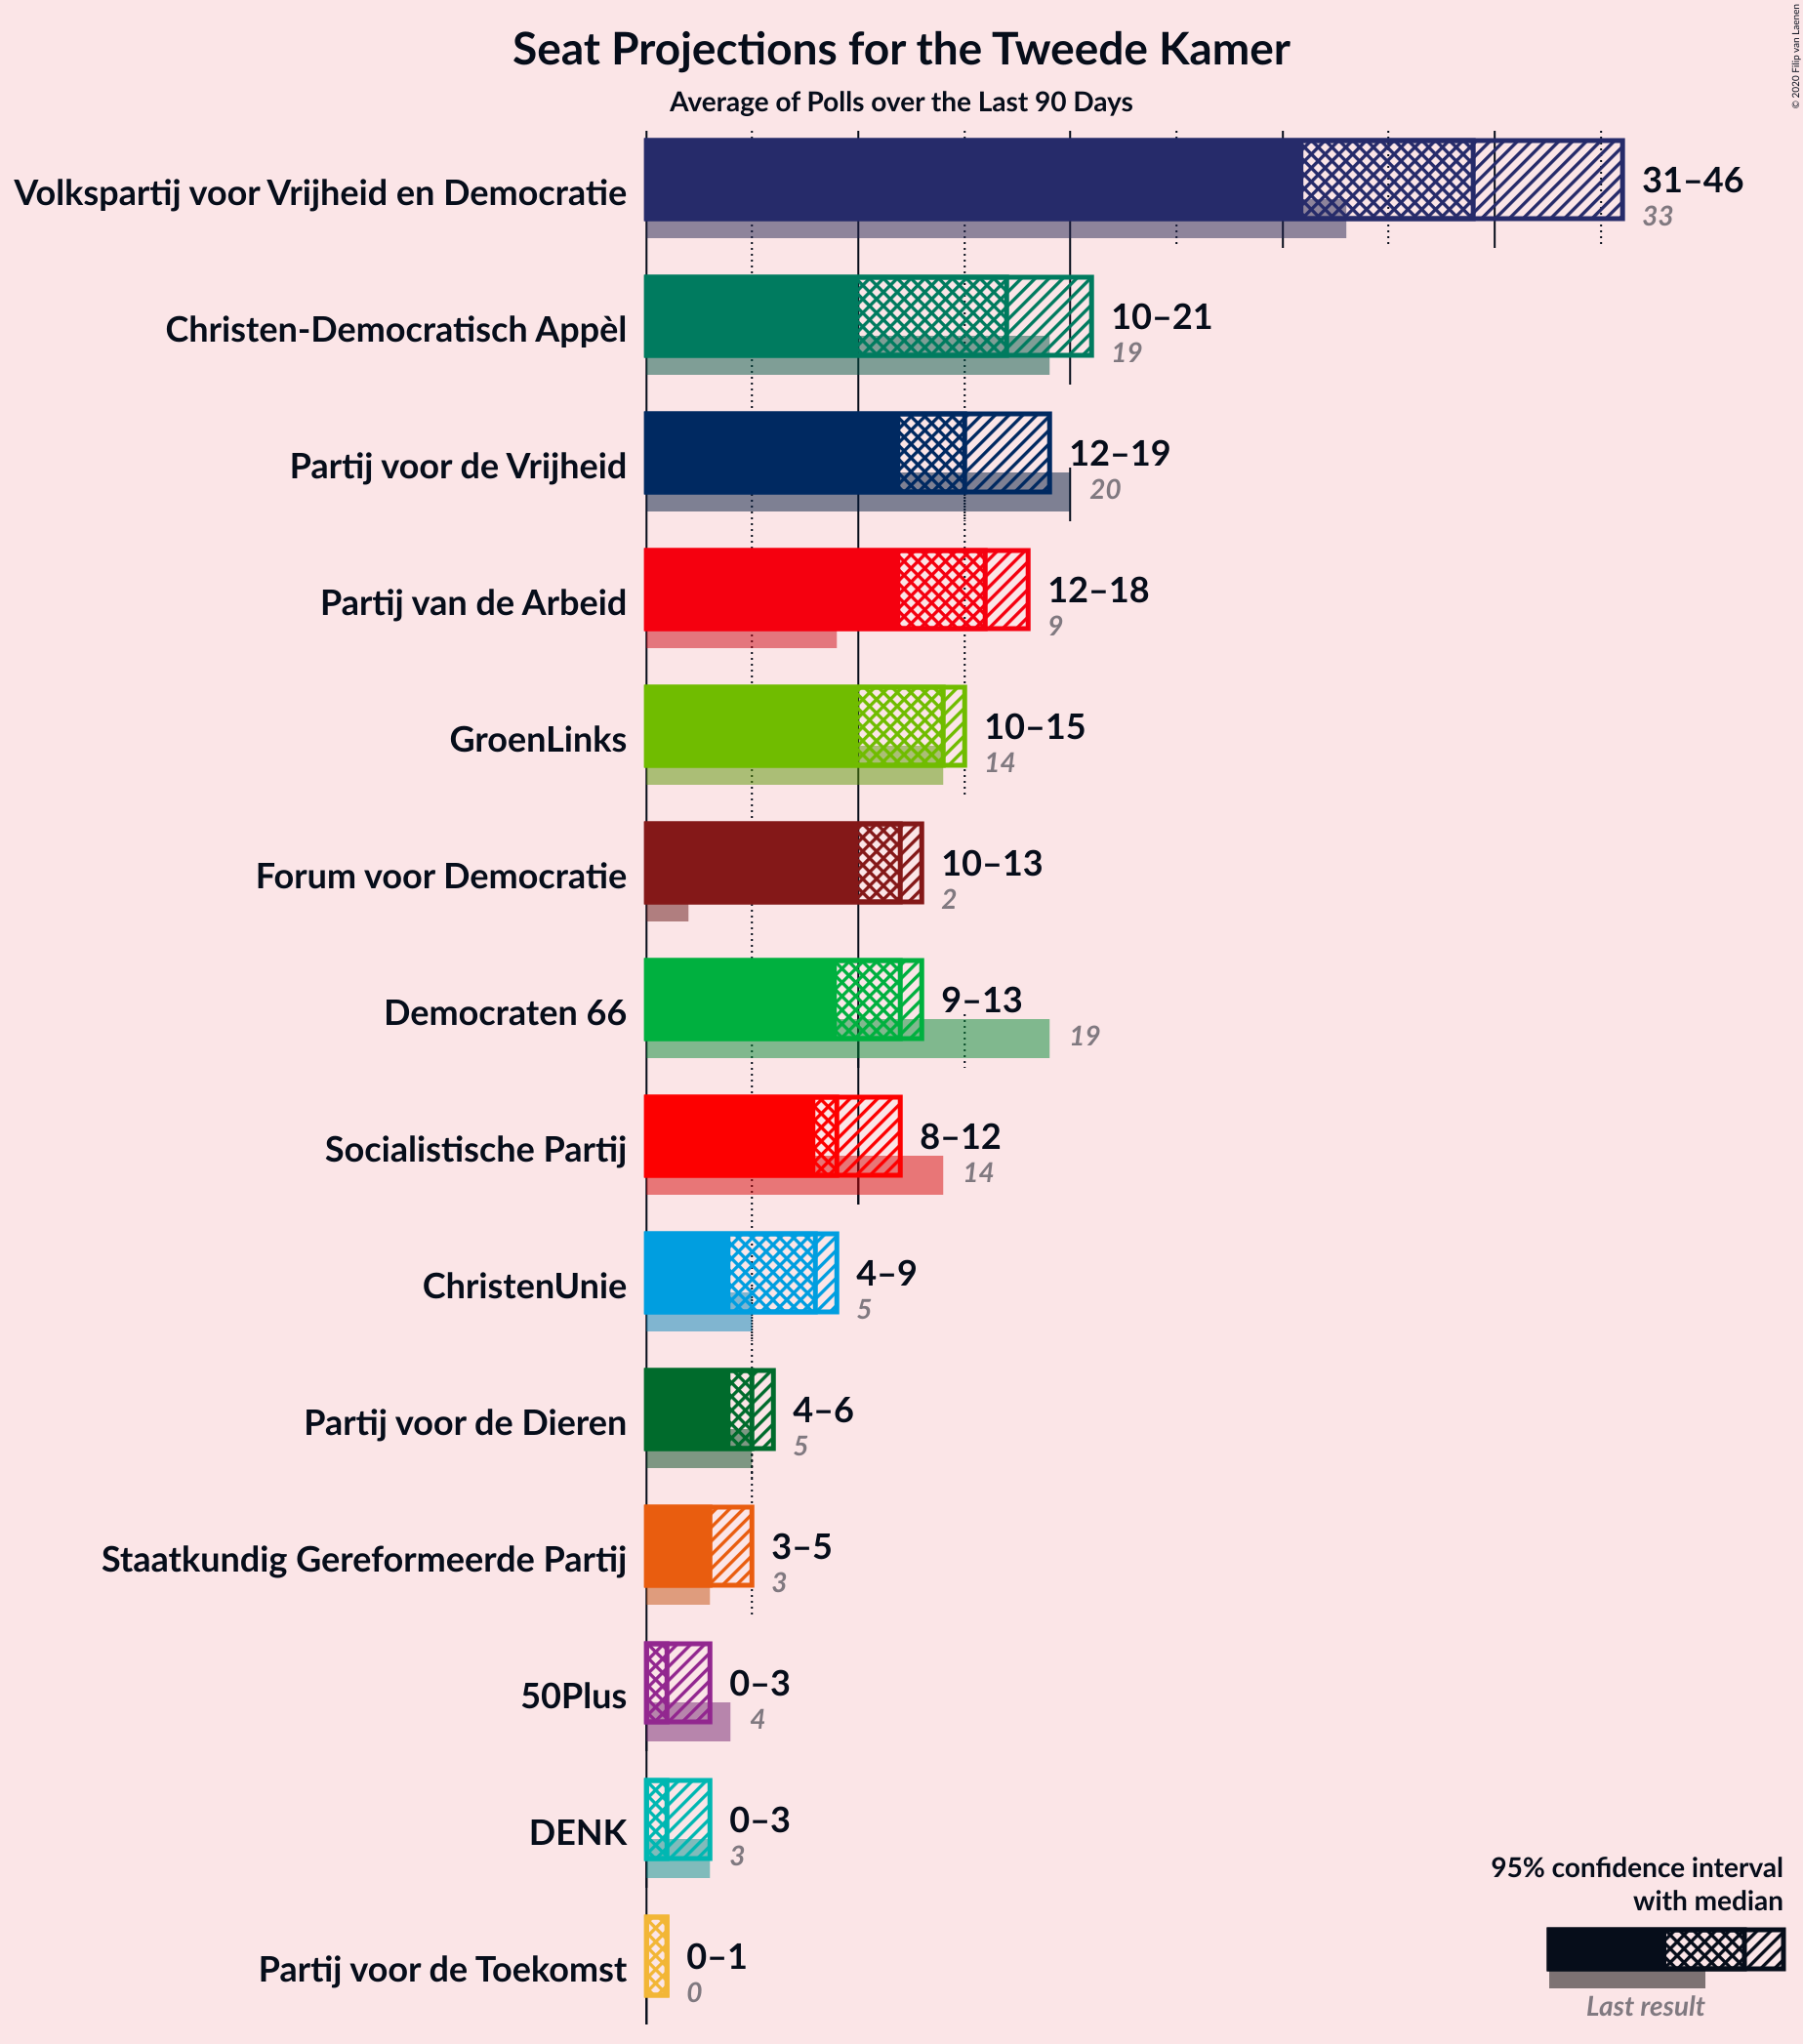 © 2020 Filip van Laenen
Seat Projections for the Tweede Kamer
Average of Polls over the Last 90 Days
Volkspartij voor Vrijheid en Democratie
31–46
33
Christen-Democratisch Appèl
10–21
19
Partij voor de Vrijheid
12–19
20
Partij van de Arbeid
12–18
9
GroenLinks
10–15
14
Forum voor Democratie
10–13
2
Democraten 66
9–13
19
Socialistische Partij
8–12
14
ChristenUnie
4–9
5
Partij voor de Dieren
4–6
5
Staatkundig Gereformeerde Partij
3–5
3
50Plus
0–3
4
DENK
0–3
3
Partij voor de Toekomst
0–1
0
95% confidence interval
with median
Last result